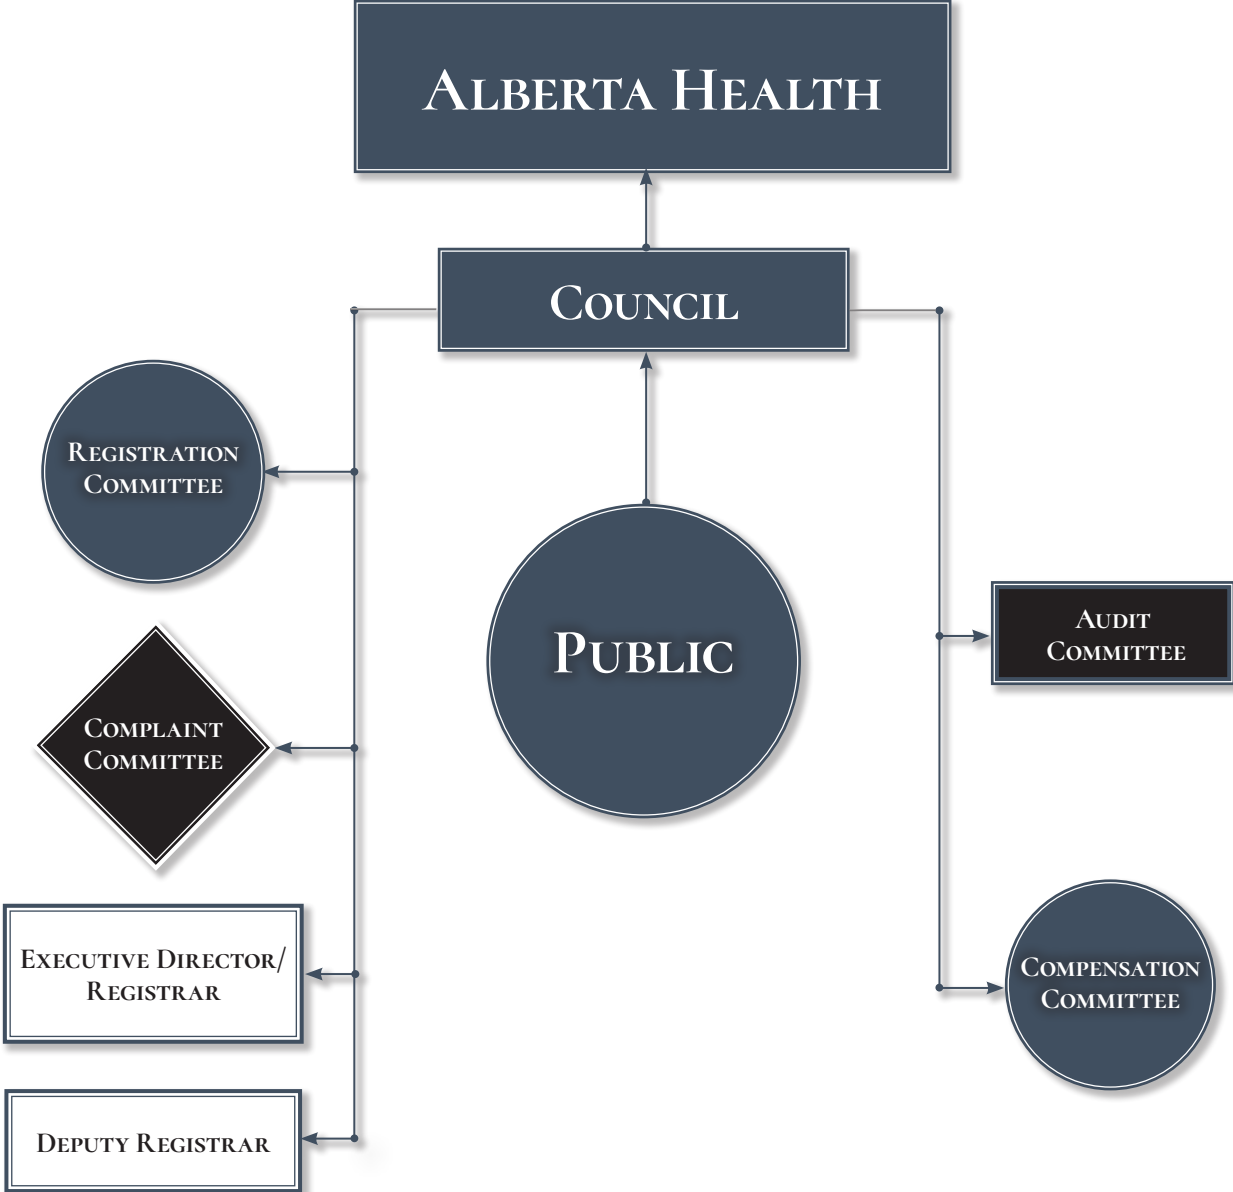 Alberta Health
Council
Registration
Committee
Public
Audit
Committee
Complaint
Committee
Executive Director/
Registrar
Compensation
Committee
Deputy Registrar